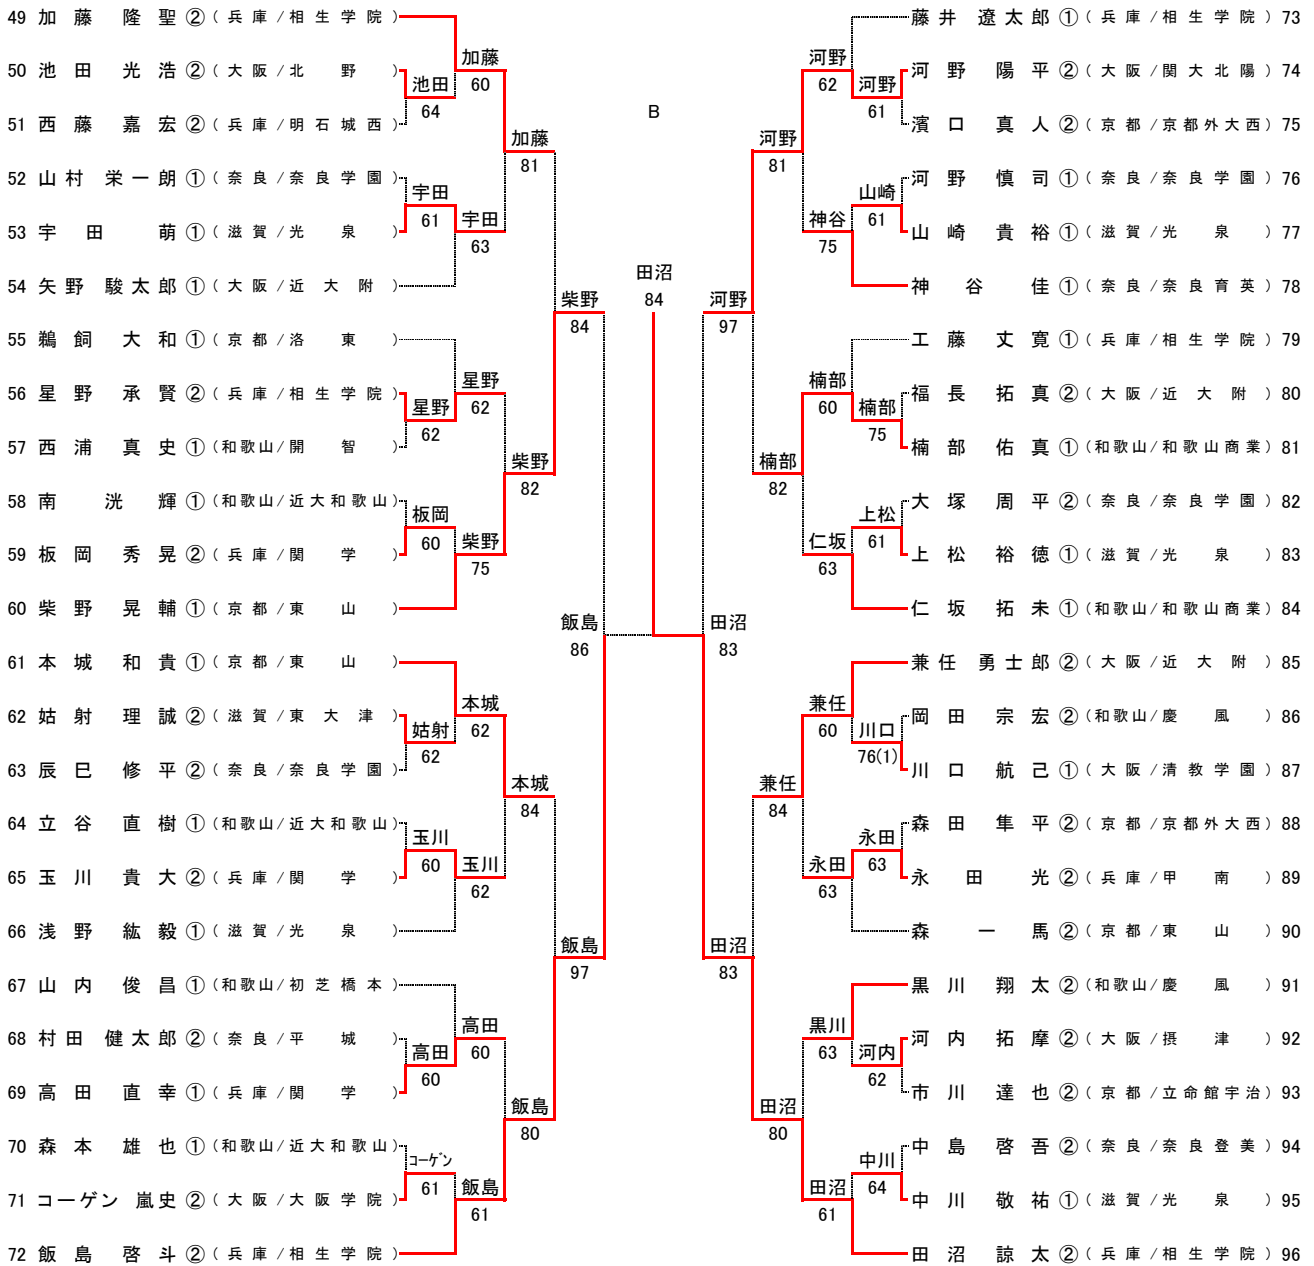 49 加藤 隆聖 ② (兵庫/相生学院)
50 池田 光浩 ② (大阪/北野)
51 西藤 嘉宏 ② (兵庫/明石城西)
52 山村 栄一朗 ① (奈良/奈良学園)
53 宇田 萌 ① (滋賀/光泉)
54 矢野 駿太郎 ① (大阪/近大附)
55 鵜飼 大和 ① (京都/洛東)
56 星野 承賢 ② (兵庫/相生学院)
57 西浦 真史 ① (和歌山/開智)
58 南 洸輝 ① (和歌山/近大和歌山)
59 板岡 秀晃 ② (兵庫/関学)
60 柴野 晃輔 ① (京都/東山)
61 本城 和貴 ① (京都/東山)
62 姑射 理誠 ② (滋賀/東大津)
63 辰巳 修平 ② (奈良/奈良学園)
64 立谷 直樹 ① (和歌山/近大和歌山)
65 玉川 貴大 ② (兵庫/関学)
66 浅野 紘毅 ① (滋賀/光泉)
67 山内 俊昌 ① (和歌山/初芝橋本)
68 村田 健太郎 ② (奈良/平城)
69 高田 直幸 ① (兵庫/関学)
70 森本 雄也 ① (和歌山/近大和歌山)
71 コーゲン 嵐史 ② (大阪/大阪学院)
72 飯島 啓斗 ② (兵庫/相生学院)
池田
64
宇田
61
星野
62
板岡
60
姑射
62
玉川
60
高田
60
コーゲン
61
加藤
60
宇田
63
星野
62
柴野
75
本城
62
玉川
62
高田
60
飯島
61
加藤
81
柴野
82
本城
84
飯島
80
柴野
84
飯島
97
飯島
86
B
田沼
84
田沼
83
河野
97
田沼
83
河野
81
楠部
82
兼任
84
田沼
80
河野
62
神谷
75
楠部
60
仁坂
63
兼任
60
永田
63
黒川
63
田沼
61
河野
61
山崎
61
楠部
75
上松
61
川口
76(1)
永田
63
河内
62
中川
64
藤井 遼太郎 ① (兵庫/相生学院) 73
河野 陽平 ② (大阪/関大北陽) 74
濱口 真人 ② (京都/京都外大西) 75
河野 慎司 ① (奈良/奈良学園) 76
山崎 貴裕 ① (滋賀/光泉) 77
神谷 佳 ① (奈良/奈良育英) 78
工藤 丈寛 ① (兵庫/相生学院) 79
福長 拓真 ② (大阪/近大附) 80
楠部 佑真 ① (和歌山/和歌山商業) 81
大塚 周平 ② (奈良/奈良学園) 82
上松 裕徳 ① (滋賀/光泉) 83
仁坂 拓未 ① (和歌山/和歌山商業) 84
兼任 勇士郎 ② (大阪/近大附) 85
岡田 宗宏 ② (和歌山/慶風) 86
川口 航己 ① (大阪/清教学園) 87
森田 隼平 ② (京都/京都外大西) 88
永田 光 ② (兵庫/甲南) 89
森 一馬 ② (京都/東山) 90
黒川 翔太 ② (和歌山/慶風) 91
河内 拓摩 ② (大阪/摂津) 92
市川 達也 ② (京都/立命館宇治) 93
中島 啓吾 ② (奈良/奈良登美) 94
中川 敬祐 ① (滋賀/光泉) 95
田沼 諒太 ② (兵庫/相生学院) 96